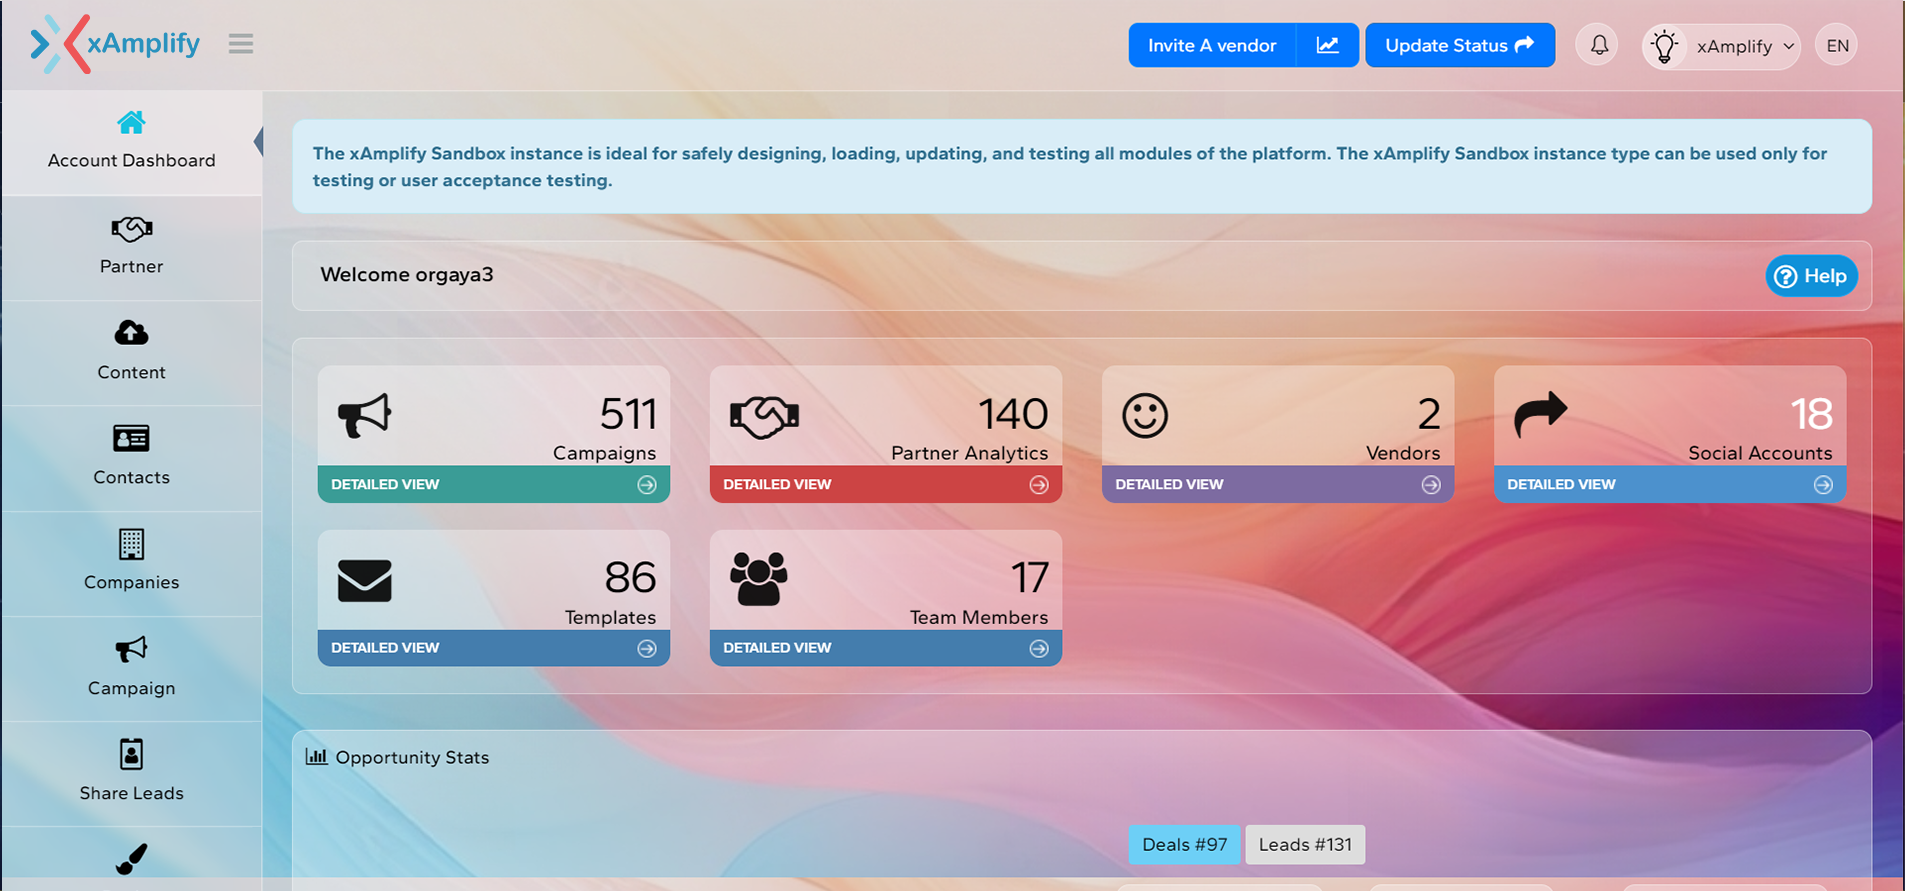 xAmplify
Invite A vendor
Update Status
xAmplify
EN
Account Dashboard
Partner
Content
Contacts
Companies
Campaign
Share Leads
The xAmplify Sandbox instance is ideal for safely designing, loading, updating, and testing all modules of the platform. The xAmplify Sandbox instance type can be used only for
testing or user acceptance testing.
Welcome orgaya3
Help
511
Campaigns
DETAILED VIEW
140
Partner Analytics
DETAILED VIEW
2
Vendors
DETAILED VIEW
18
Social Accounts
DETAILED VIEW
86
Templates
DETAILED VIEW
17
Team Members
DETAILED VIEW
Opportunity Stats
Deals #97
Leads #131